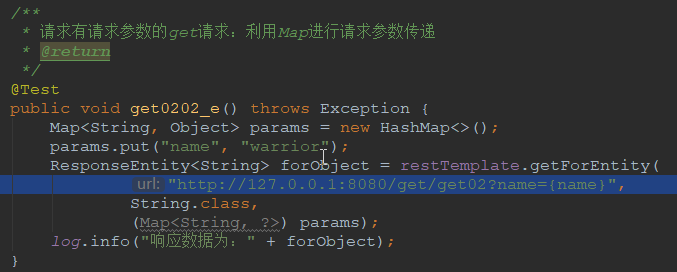 /**
 * 请求有请求参数的get请求：利用Map进行请求参数传递
 * @return
 */
@Test
public void get0202_e() throws Exception {
    Map<String, Object> params = new HashMap<>();
    params.put("name", "warrior");
    ResponseEntity<String> forObject = restTemplate.getForEntity(
            url: "http://127.0.0.1:8080/get/get02?name={name}",
            String.class,
            (Map<String, ?>) params);
    log.info("响应数据为：" + forObject);
}